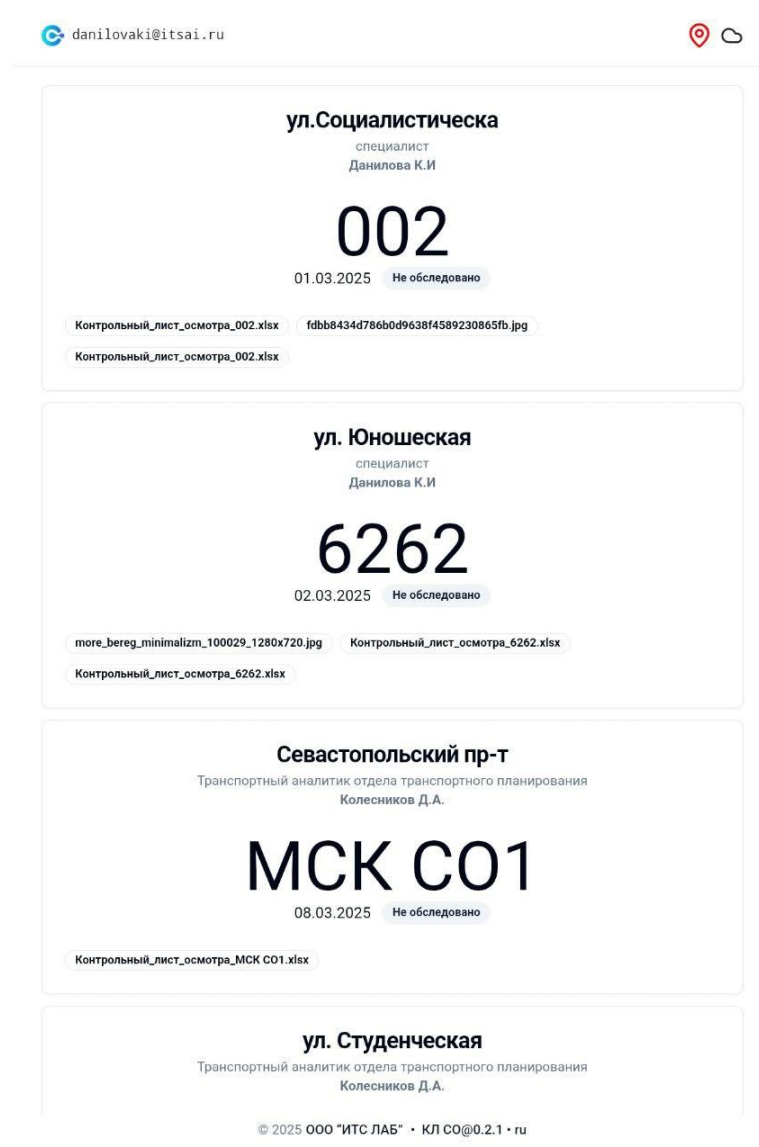 danilovaki@itsai.ru
ул.Социалистическа
специалист
Данилова К.И
002
01.03.2025 Не обследовано
Контрольный_лист_осмотра_002.xlsx fdbb8434d786b0d9638f4589230865fb.jpg
Контрольный_лист_осмотра_002.xlsx
ул. Юношеская
специалист
Данилова К.И
6262
02.03.2025 Не обследовано
more_bereg_minimalizm_100029_1280x720.jpg Контрольный_лист_осмотра_6262.xlsx
Контрольный_лист_осмотра_6262.xlsx
Севастопольский пр-т
Транспортный аналитик отдела транспортного планирования
Колесников Д.А.
МСК СО1
08.03.2025 Не обследовано
Контрольный_лист_осмотра_МСК СО1.xlsx
ул. Студенческая
Транспортный аналитик отдела транспортного планирования
Колесников Д.А.
© 2025 ООО “ИТС ЛАБ” • КЛ СО@0.2.1 • ru